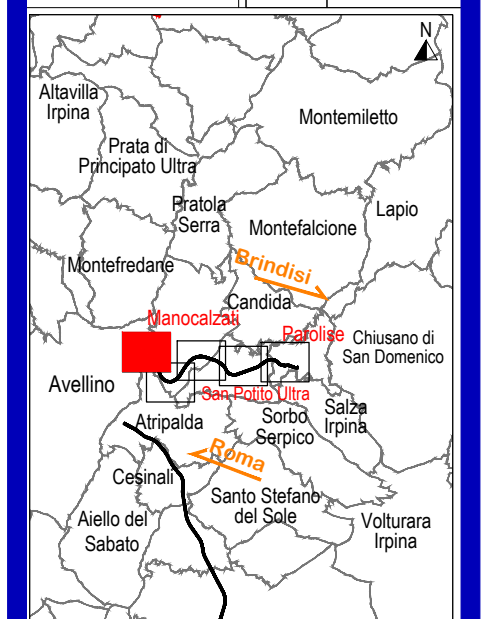 N
Altavilla
Irpina
Montemiletto
Prata di
Principato Ultra
Pratola
Serra
Lapio
Montefalcione
Montefredane
Brindisi
Candida
Manocalzati
Parolise
Chiusano di
San Domenico
Avellino
San Potito Ultra
Salza
Irpina
Atripalda
Sorbo
Serpico
Roma
Cesinali
Santo Stefano
del Sole
Aiello del
Sabato
Volturara
Irpina